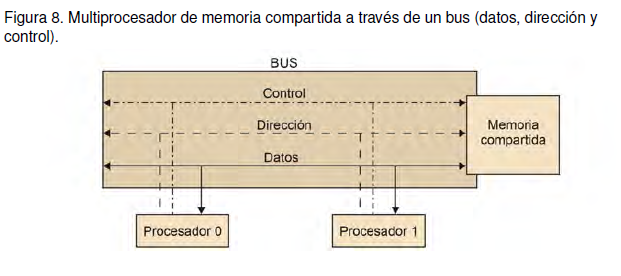 Figura 8. Multiprocesador de memoria compartida a través de un bus (datos, dirección y
control).
BUS
Control
Dirección
Datos
Memoria
compartida
Procesador 0
Procesador 1